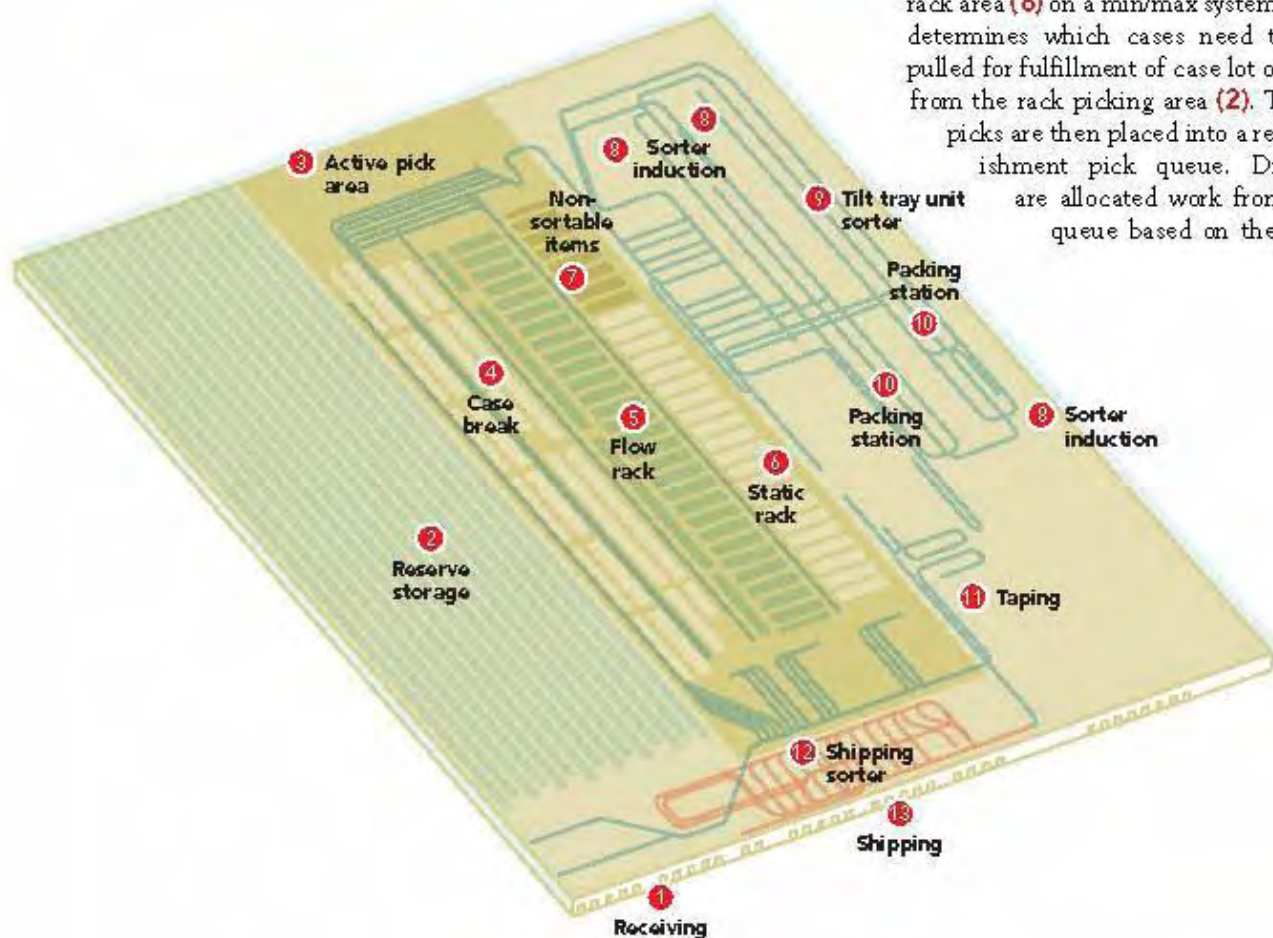 rack area (6) on a min/max system
determines which cases need t
pulled for fulfillment of case lot o
from the rack picking area (2). T
picks are then placed into a re
ishment pick queue. Di
are allocated work from
queue based on the
3 Active pick
area
8
8 Sorter
induction
Non-
sortable
items
7
9 Tilt tray unit
sorter
Packing
station
10
4
Case
break
5
Flow
rack
10
Packing
station
8 Sorter
induction
6
Static
rack
2
Reserve
storage
11 Taping
12 Shipping
sorter
13
Shipping
1
Receiving